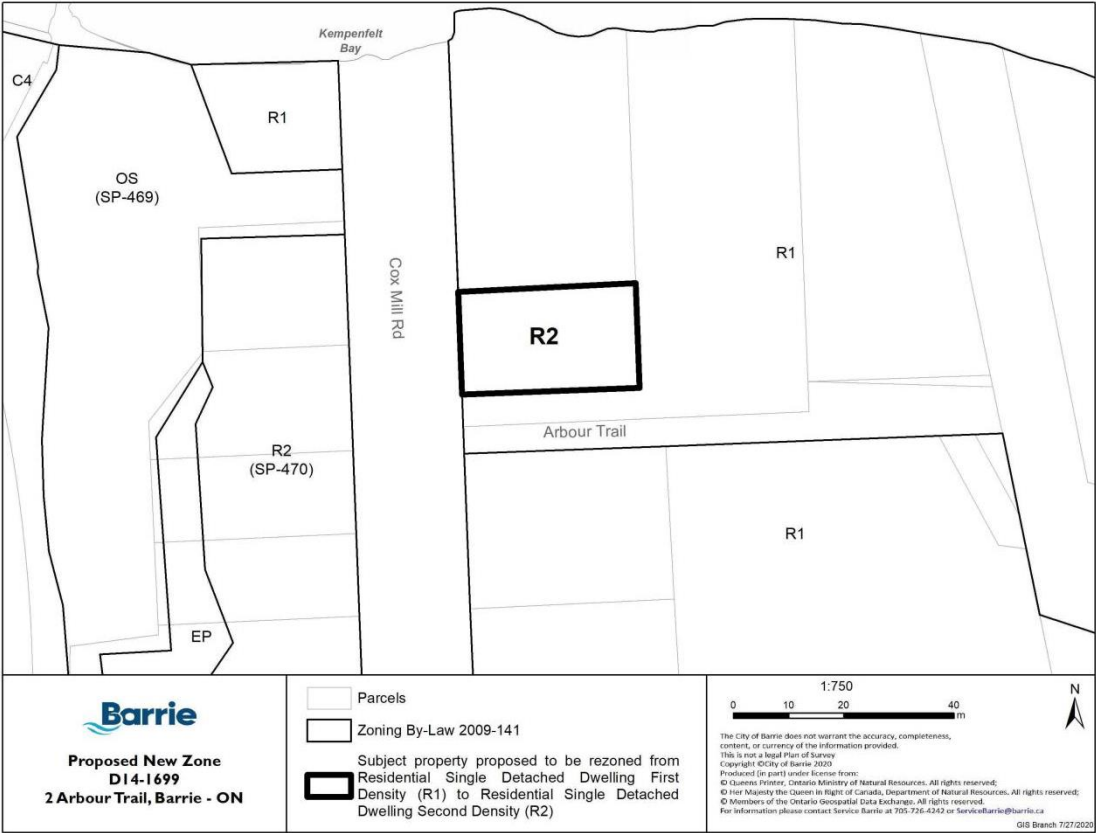 Kempenfelt
Bay
C4
R1
OS
(SP-469)
Cox Mill Rd
R1
R2
Arbour Trail
R2
(SP-470)
R1
EP
Barrie
Proposed New Zone
D14-1699
2 Arbour Trail, Barrie - ON
Parcels
Zoning By-Law 2009-141
Subject property proposed to be rezoned from
Residential Single Detached Dwelling First
Density (R1) to Residential Single Detached
Dwelling Second Density (R2)
1:750
0 10 20 40
m
N
The City of Barrie does not warrant the accuracy, completeness,
content, or currency of the information provided.
This is not a legal Plan of Survey
Copyright ©City of Barrie 2020
Produced (in part) under license from:
© Queens Printer, Ontario Ministry of Natural Resources. All rights reserved;
© Her Majesty the Queen in Right of Canada, Department of Natural Resources. All rights reserved;
© Members of the Ontario Geospatial Data Exchange. All rights reserved.
For information please contact Service Barrie at 705-726-4242 or ServiceBarrie@barrie.ca
GIS Branch 7/27/2020